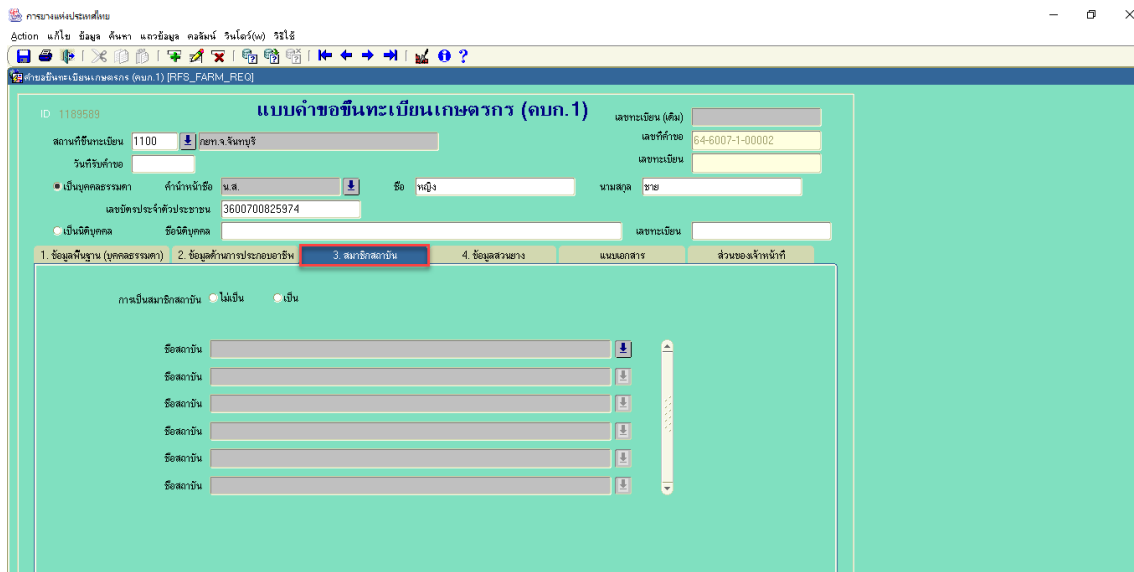 การยางแห่งประเทศไทย
Action แก้ไข ข้อมูล ค้นหา แถวข้อมูล คอลัมน์ วินโดว์(w) วิธีใช้
คำขอขึ้นทะเบียนเกษตรกร (คบก.1) [RFS_FARM_REQ]
ID 1189589
แบบคำขอขึ้นทะเบียนเกษตรกร (คบก.1)
เลขทะเบียน (เดิม)
สถานที่ขึ้นทะเบียน 1100 กยท.จ.จันทบุรี
เลขที่คำขอ 64-6007-1-00002
วันที่รับคำขอ
เลขทะเบียน
เป็นบุคคลธรรมดา คำนำหน้าชื่อ น.ส. ชื่อ หญิง นามสกุล ชาย
เลขบัตรประจำตัวประชาชน 3600700825974
เป็นนิติบุคคล ชื่อนิติบุคคล เลขทะเบียน
1. ข้อมูลพื้นฐาน (บุคคลธรรมดา) 2. ข้อมูลด้านการประกอบอาชีพ 3. สมาชิกสถาบัน 4. ข้อมูลสวนยาง แนบเอกสาร ส่วนของเจ้าหน้าที่
การเป็นสมาชิกสถาบัน ไม่เป็น เป็น
ชื่อสถาบัน
ชื่อสถาบัน
ชื่อสถาบัน
ชื่อสถาบัน
ชื่อสถาบัน
ชื่อสถาบัน